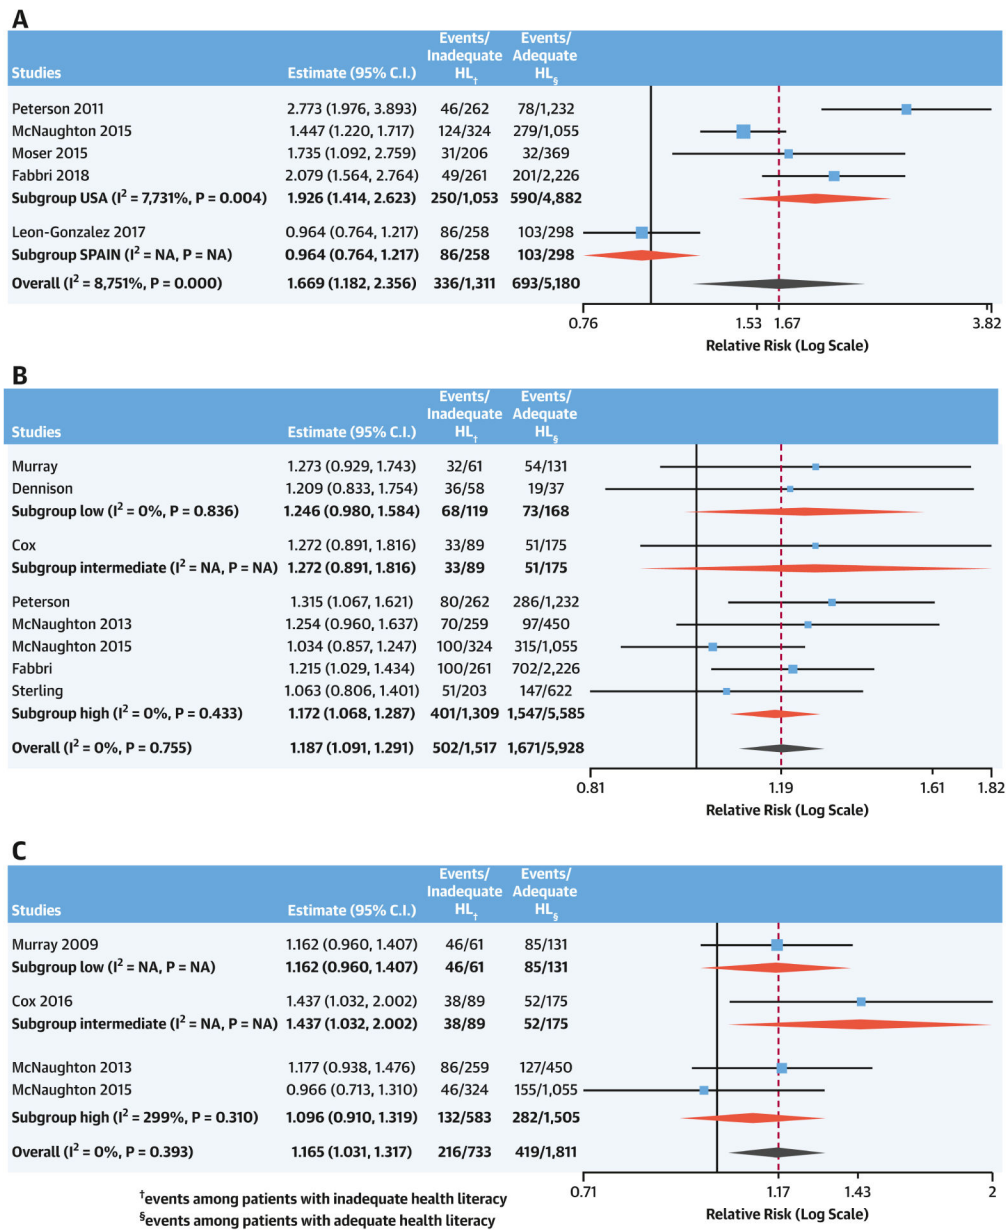 A
Studies Estimate (95% C.I.) Events/ Inadequate HL† Events/ Adequate HL§
Peterson 2011 2.773 (1.976, 3.893) 46/262 78/1,232
McNaughton 2015 1.447 (1.220, 1.717) 124/324 279/1,055
Moser 2015 1.735 (1.092, 2.759) 31/206 32/369
Fabbri 2018 2.079 (1.564, 2.764) 49/261 201/2,226
Subgroup USA (I² = 7,731%, P = 0.004) 1.926 (1.414, 2.623) 250/1,053 590/4,882
Leon-Gonzalez 2017 0.964 (0.764, 1.217) 86/258 103/298
Subgroup SPAIN (I² = NA, P = NA) 0.964 (0.764, 1.217) 86/258 103/298
Overall (I² = 8,751%, P = 0.000) 1.669 (1.182, 2.356) 336/1,311 693/5,180
0.76 1.53 1.67 3.82
Relative Risk (Log Scale)
B
Studies Estimate (95% C.I.) Events/ Inadequate HL† Events/ Adequate HL§
Murray 1.273 (0.929, 1.743) 32/61 54/131
Dennison 1.209 (0.833, 1.754) 36/58 19/37
Subgroup low (I² = 0%, P = 0.836) 1.246 (0.980, 1.584) 68/119 73/168
Cox 1.272 (0.891, 1.816) 33/89 51/175
Subgroup intermediate (I² = NA, P = NA) 1.272 (0.891, 1.816) 33/89 51/175
Peterson 1.315 (1.067, 1.621) 80/262 286/1,232
McNaughton 2013 1.254 (0.960, 1.637) 70/259 97/450
McNaughton 2015 1.034 (0.857, 1.247) 100/324 315/1,055
Fabbri 1.215 (1.029, 1.434) 100/261 702/2,226
Sterling 1.063 (0.806, 1.401) 51/203 147/622
Subgroup high (I² = 0%, P = 0.433) 1.172 (1.068, 1.287) 401/1,309 1,547/5,585
Overall (I² = 0%, P = 0.755) 1.187 (1.091, 1.291) 502/1,517 1,671/5,928
0.81 1.19 1.61 1.82
Relative Risk (Log Scale)
C
Studies Estimate (95% C.I.) Events/ Inadequate HL† Events/ Adequate HL§
Murray 2009 1.162 (0.960, 1.407) 46/61 85/131
Subgroup low (I² = NA, P = NA) 1.162 (0.960, 1.407) 46/61 85/131
Cox 2016 1.437 (1.032, 2.002) 38/89 52/175
Subgroup intermediate (I² = NA, P = NA) 1.437 (1.032, 2.002) 38/89 52/175
McNaughton 2013 1.177 (0.938, 1.476) 86/259 127/450
McNaughton 2015 0.966 (0.713, 1.310) 46/324 155/1,055
Subgroup high (I² = 299%, P = 0.310) 1.096 (0.910, 1.319) 132/583 282/1,505
Overall (I² = 0%, P = 0.393) 1.165 (1.031, 1.317) 216/733 419/1,811
0.71 1.17 1.43 2
Relative Risk (Log Scale)
†events among patients with inadequate health literacy
§events among patients with adequate health literacy